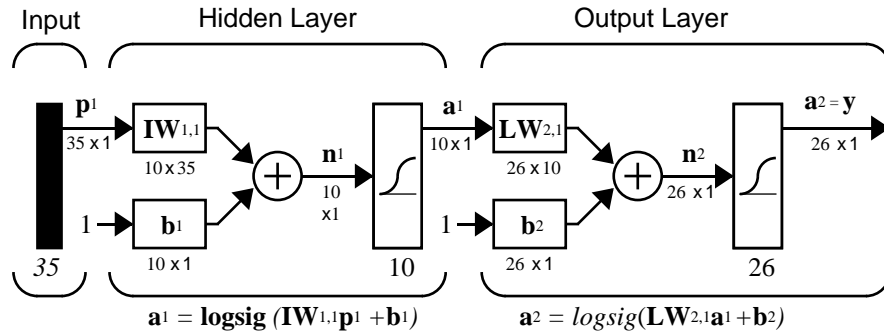 Input Hidden Layer Output Layer
p1 a1 a2 = y
IW1,1 LW2,1
35 x 1 n1 10 x 1 n2 26 x 1
10 x 35 26 x 10
10 x1 26 x 1
1 b1 1 b2
35 10 x 1 10 26 x 1 26
a1 = logsig (IW1,1p1 +b1) a2 = logsig(LW2,1a1 +b2)